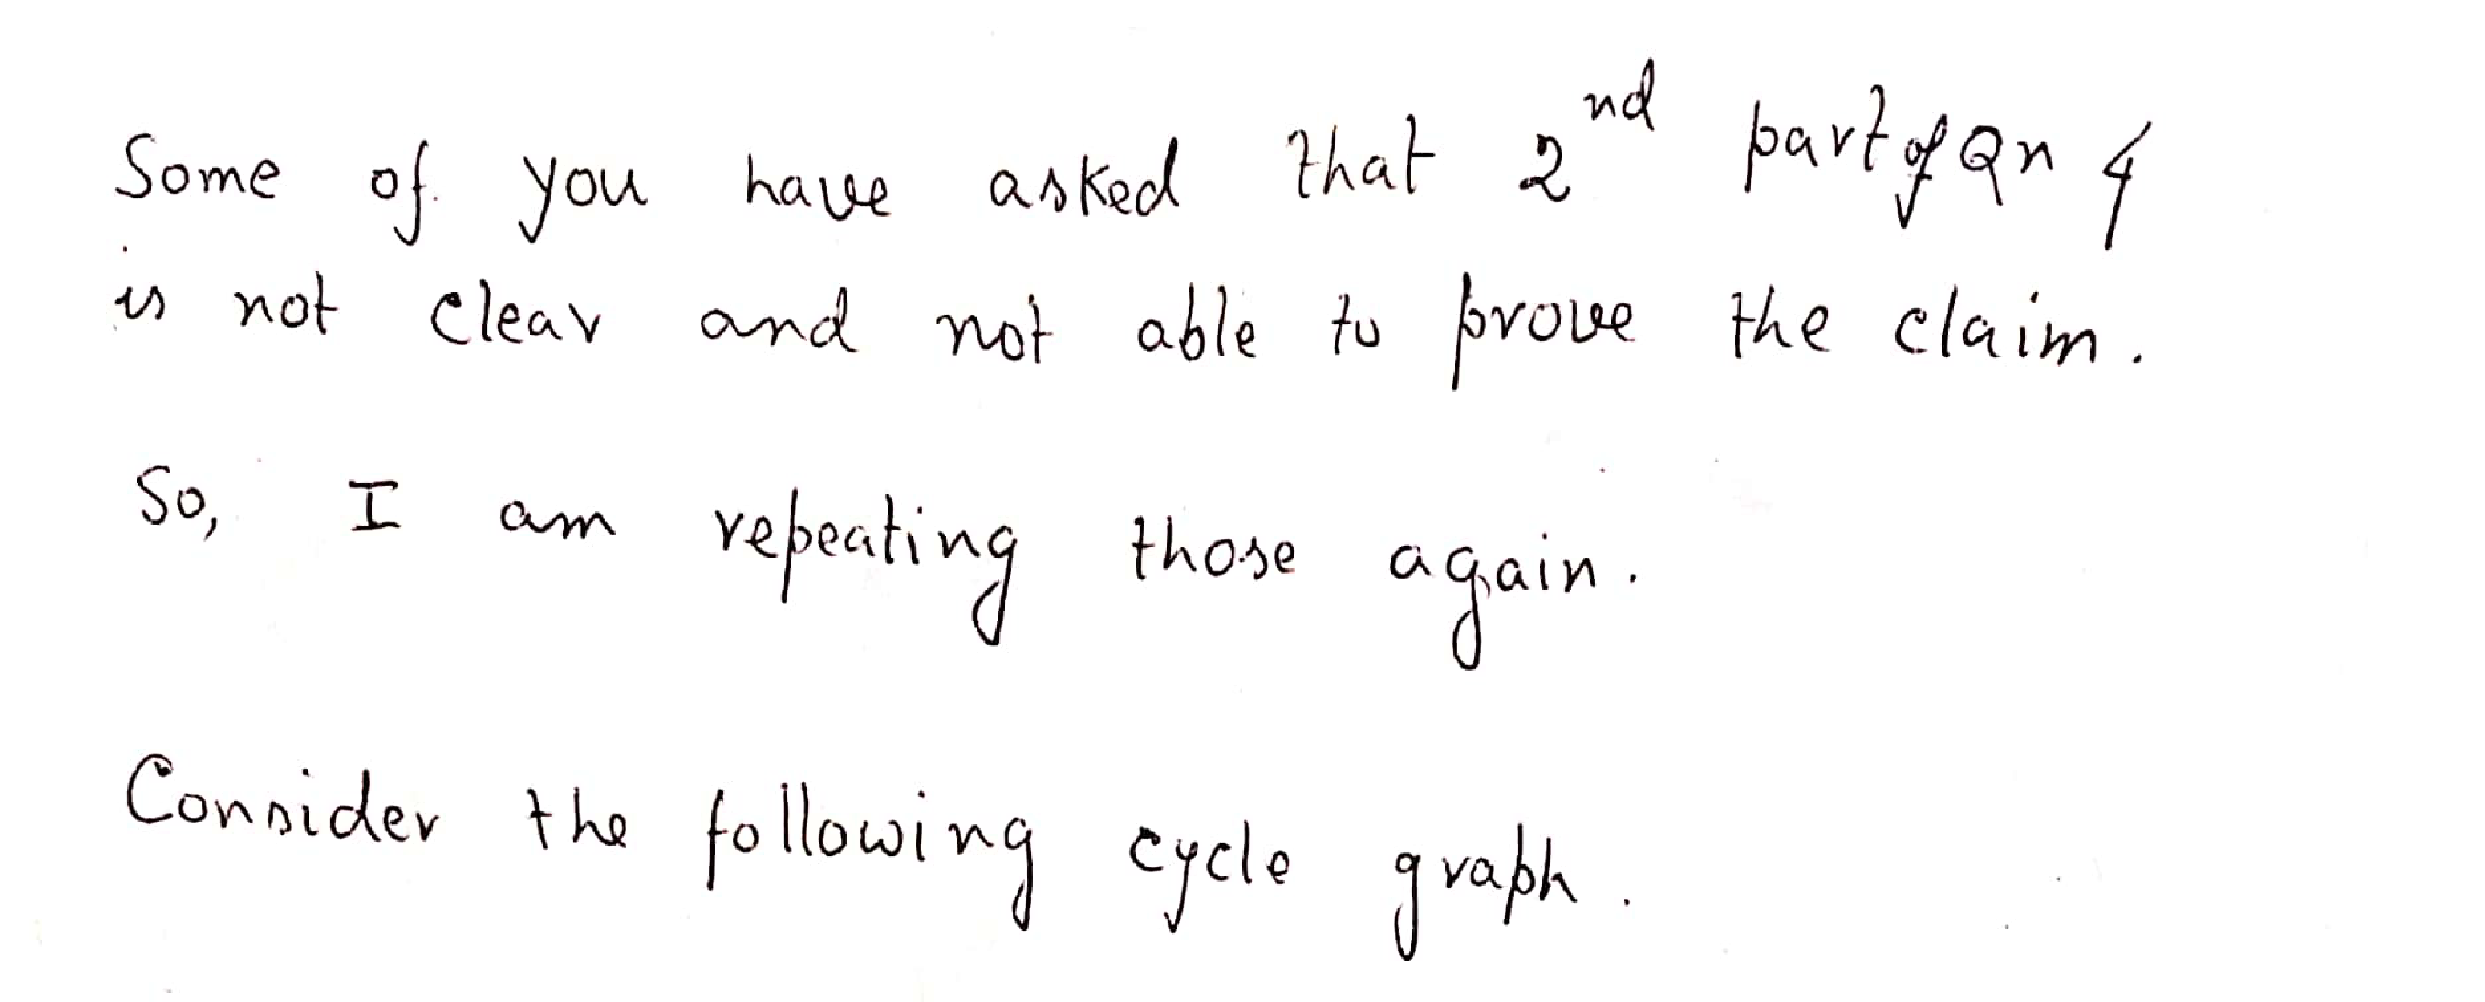 Some of you have asked that 2nd part of Qn 4
is not clear and not able to prove the claim.
So, I am repeating those again.
Consider the following cycle graph.